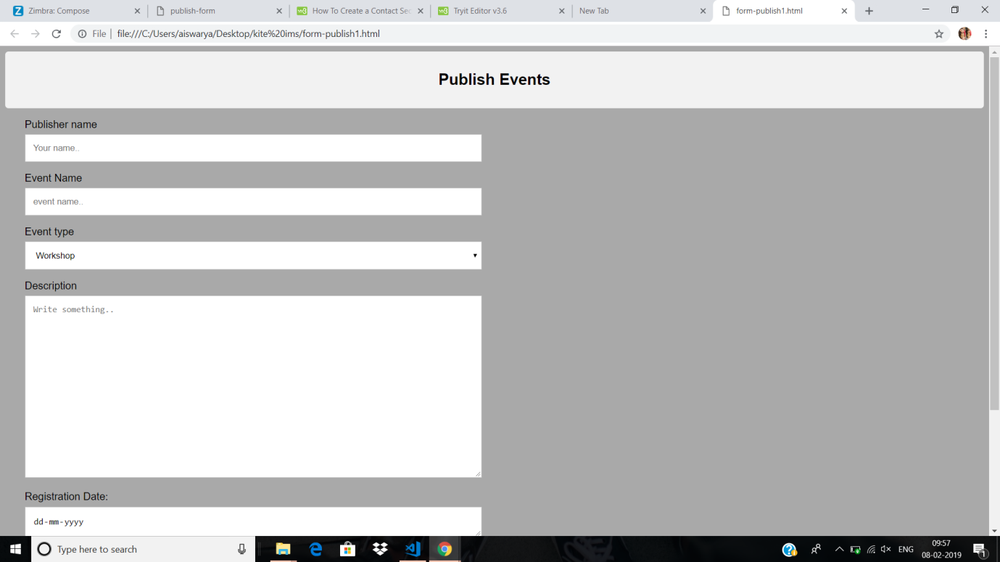 Zimbra: Compose
publish-form
How To Create a Contact Sec
Tryit Editor v3.6
New Tab
form-publish1.html
File | file:///C:/Users/aiswarya/Desktop/kite%20ims/form-publish1.html
Publish Events
Publisher name
Your name..
Event Name
event name..
Event type
Workshop
Description
Write something..
Registration Date:
dd-mm-yyyy
Type here to search
ENG
09:57
08-02-2019
1